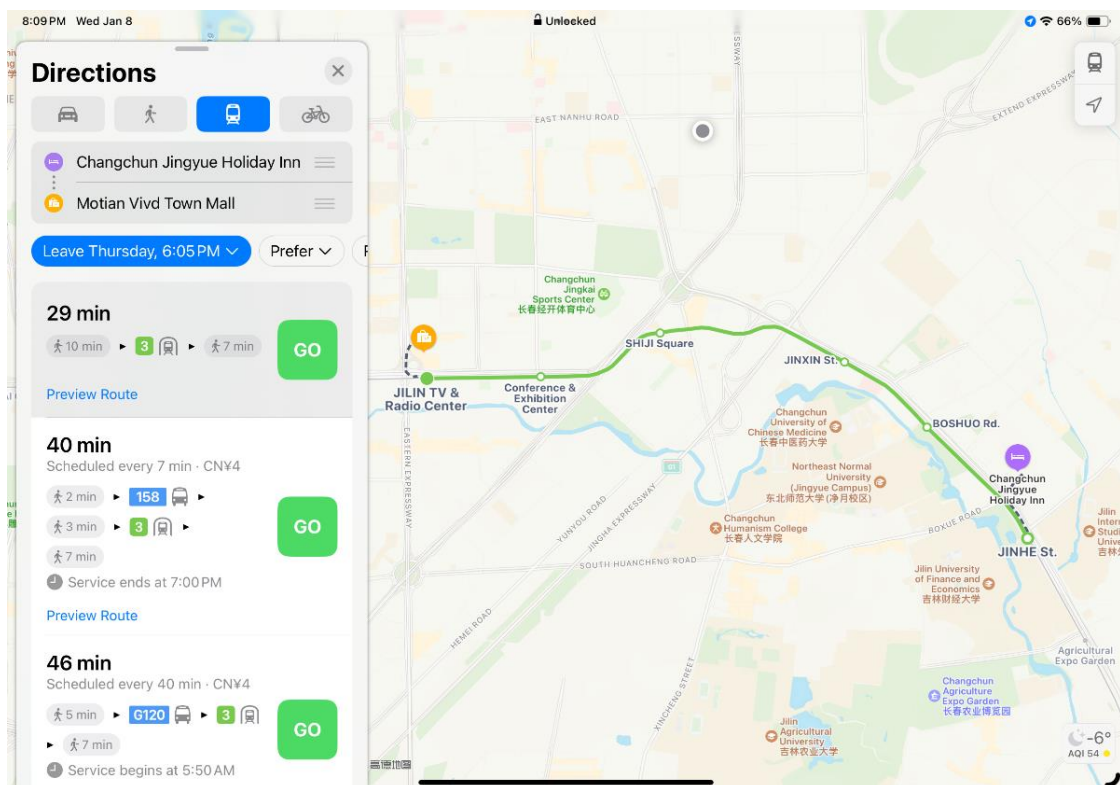 8:09 PM Wed Jan 8
Unlocked
66%
Directions
Changchun Jingyue Holiday Inn
Motian Vivd Town Mall
Leave Thursday, 6:05 PM
Prefer
29 min
10 min
3
7 min
GO
Preview Route
40 min
Scheduled every 7 min · CN¥4
2 min
158
3 min
3
7 min
GO
Service ends at 7:00 PM
Preview Route
46 min
Scheduled every 40 min · CN¥4
5 min
G120
3
7 min
GO
Service begins at 5:50 AM
SSWAY
EXTEND EXPRESSWAY
EAST NANHU ROAD
Changchun
Jingkai
Sports Center
长春经开体育中心
SHIJI Square
JINXIN St.
JILIN TV &
Radio Center
Conference &
Exhibition
Center
Changchun
University of
Chinese Medicine
长春中医药大学
BOSHUO Rd.
EASTERN EXPRESSWAY
Northeast Normal
University
(Jingyue Campus)
东北师范大学 (净月校区)
Changchun
Jingyue
Holiday Inn
YUNYOU ROAD
JINGHA EXPRESSWAY
Changchun
Humanism College
长春人文学院
BOXUE ROAD
JINHE St.
SOUTH HUANCHENG ROAD
Jilin University
of Finance and
Economics
吉林财经大学
HEMEI ROAD
Agricultural
Expo Garden
XINCHENG STREET
Changchun
Agriculture
Expo Garden
长春农业博览园
Jilin
Agricultural
University
吉林农业大学
-6°
AQI 54
高德地图